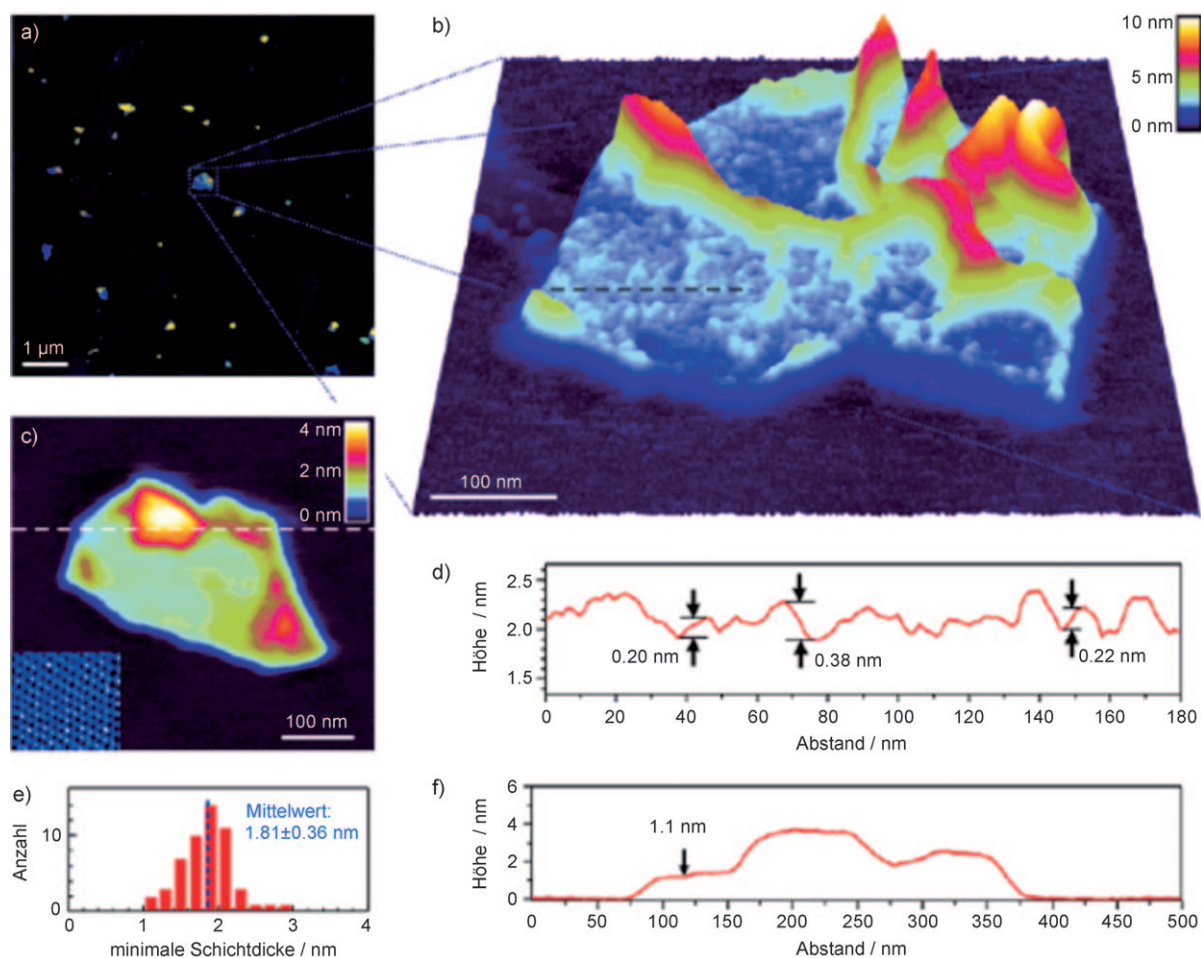 a)
1 µm
b)
10 nm
5 nm
0 nm
100 nm
c)
4 nm
2 nm
0 nm
100 nm
d)
Höhe / nm
2.5
2.0
1.5
0.20 nm
0.38 nm
0.22 nm
0 20 40 60 80 100 120 140 160 180
Abstand / nm
e)
Anzahl
10
0
Mittelwert:
1.81±0.36 nm
0 1 2 3 4
minimale Schichtdicke / nm
f)
Höhe / nm
6
4
2
0
1.1 nm
0 50 100 150 200 250 300 350 400 450 500
Abstand / nm